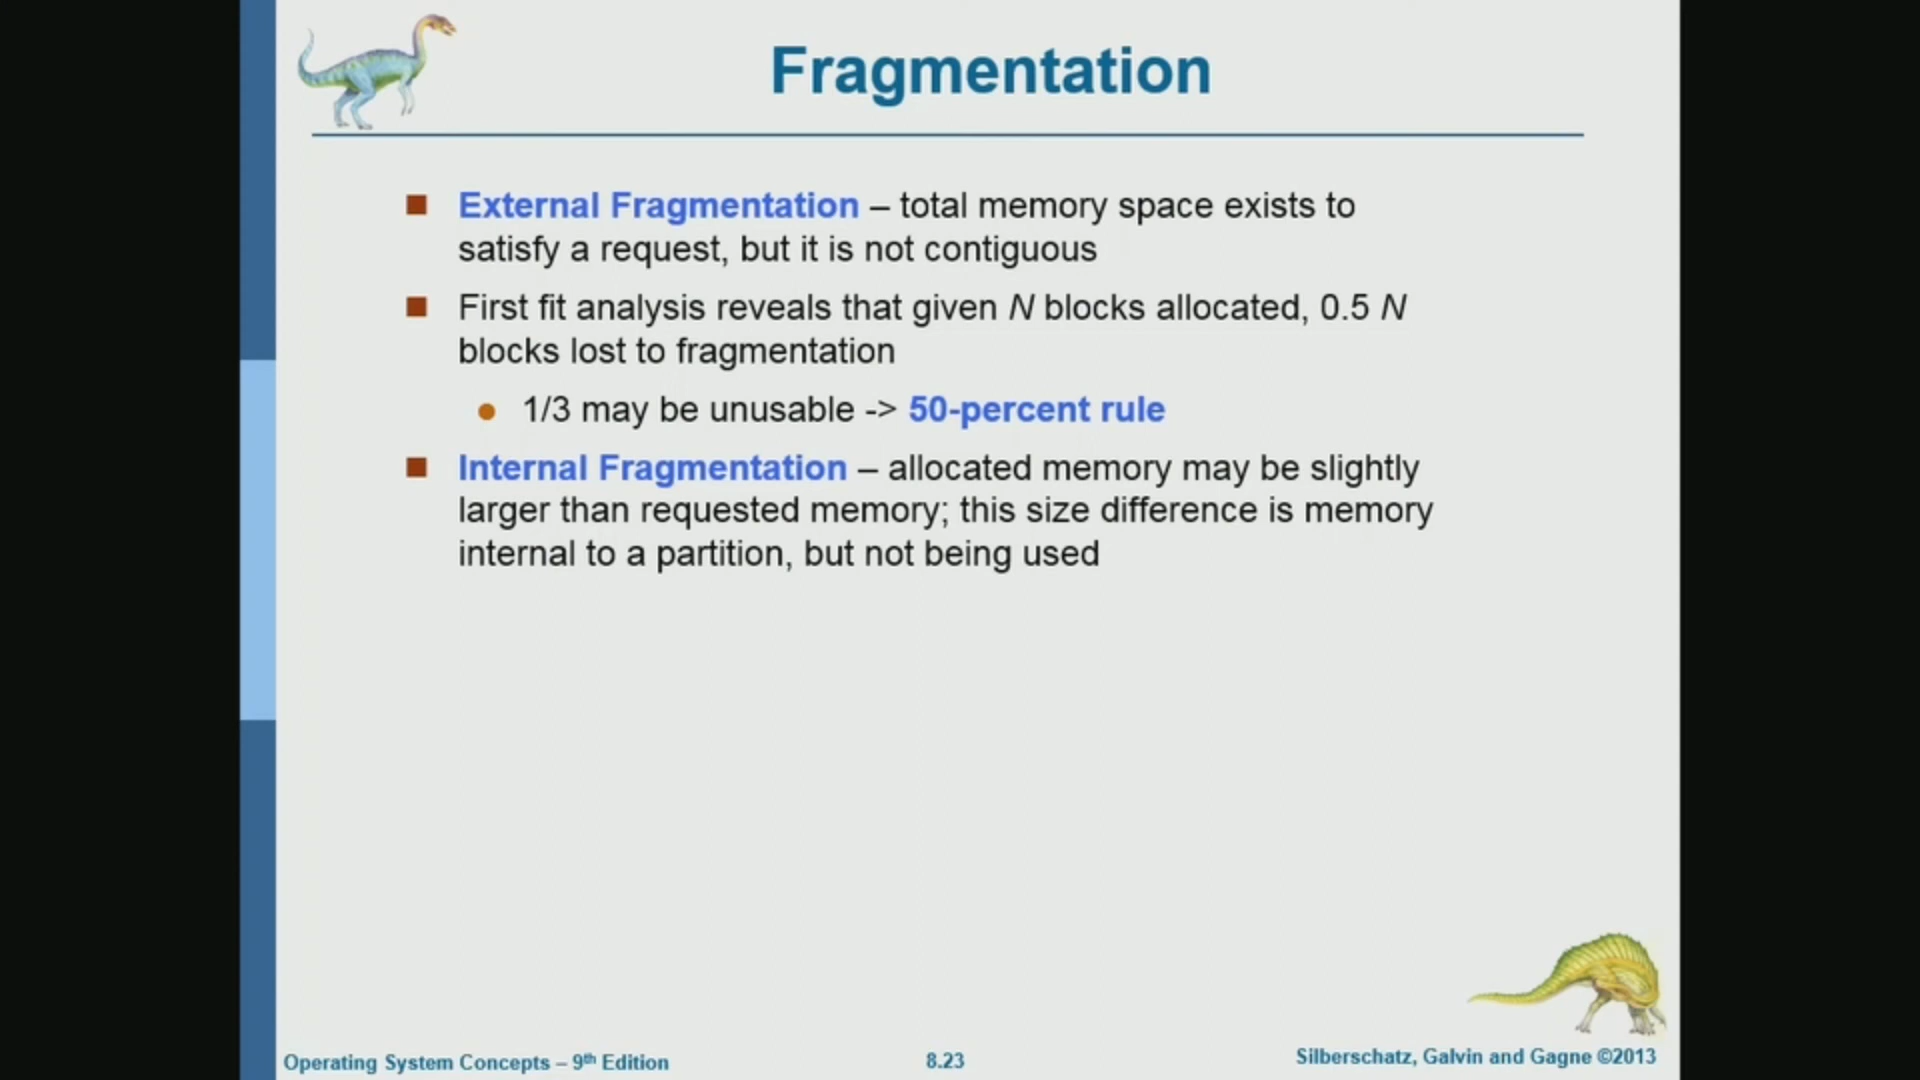 Fragmentation
External Fragmentation – total memory space exists to
satisfy a request, but it is not contiguous
First fit analysis reveals that given N blocks allocated, 0.5 N
blocks lost to fragmentation
1/3 may be unusable -> 50-percent rule
Internal Fragmentation – allocated memory may be slightly
larger than requested memory; this size difference is memory
internal to a partition, but not being used
Operating System Concepts – 9th Edition
8.23
Silberschatz, Galvin and Gagne ©2013